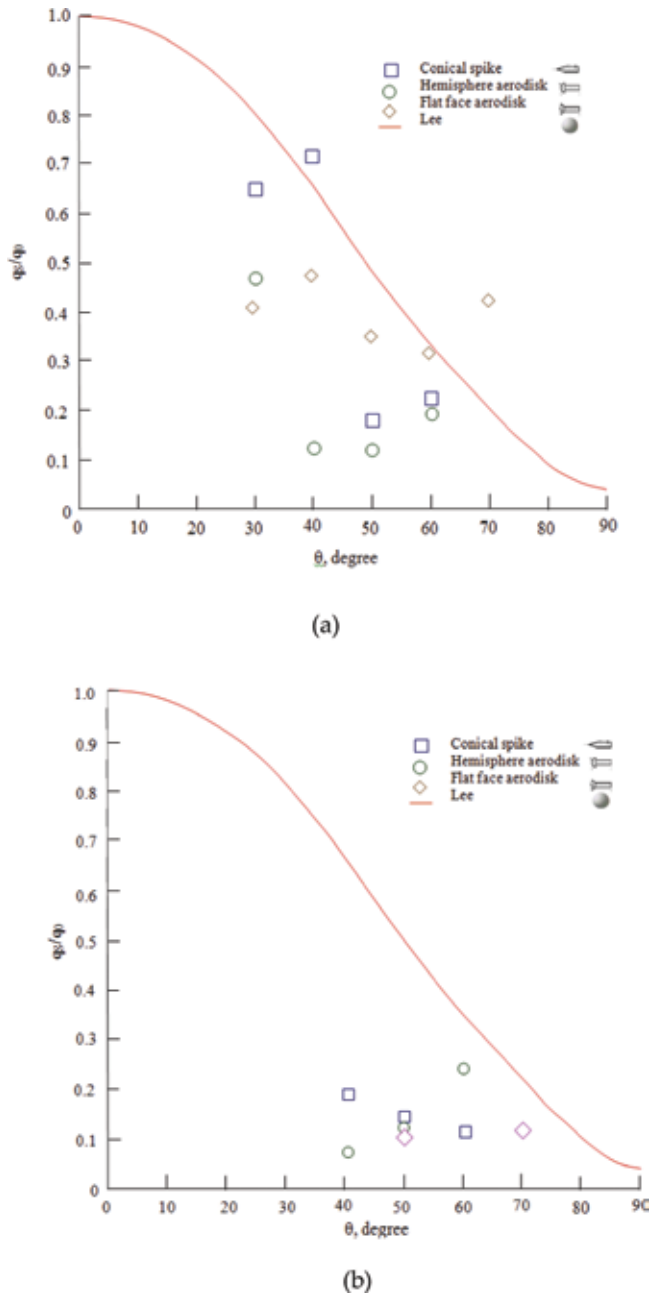 1.0
0.9
0.8
0.7
0.6
0.5
0.4
0.3
0.2
0.1
0
qs/q0
Conical spike
Hemisphere aerodisk
Flat face aerodisk
Lee
0 10 20 30 40 50 60 70 80 90
θ, degree
(a)
1.0
0.9
0.8
0.7
0.6
0.5
0.4
0.3
0.2
0.1
0
qs/q0
Conical spike
Hemisphere aerodisk
Flat face aerodisk
Lee
0 10 20 30 40 50 60 70 80 90
θ, degree
(b)